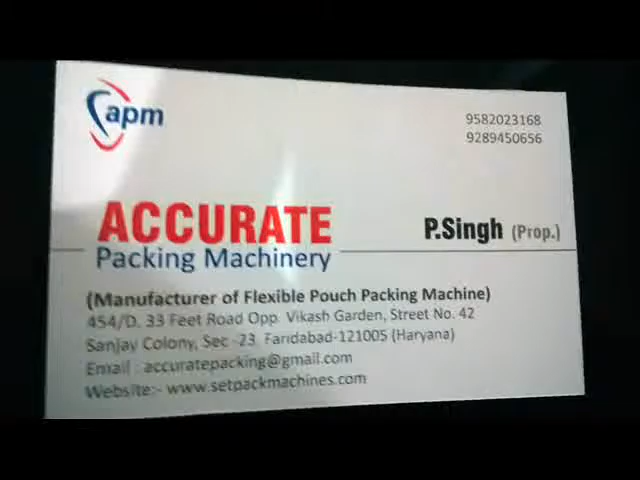 apm
9582023168
9289450656
ACCURATE
Packing Machinery
P.Singh (Prop.)
(Manufacturer of Flexible Pouch Packing Machine)
454/D. 33 Feet Road Opp. Vikash Garden, Street No. 42
Sanjay Colony, Sec -23, Faridabad-121005 (Haryana)
Email : accuratepacking@gmail.com
Website:- www.setpackmachines.com